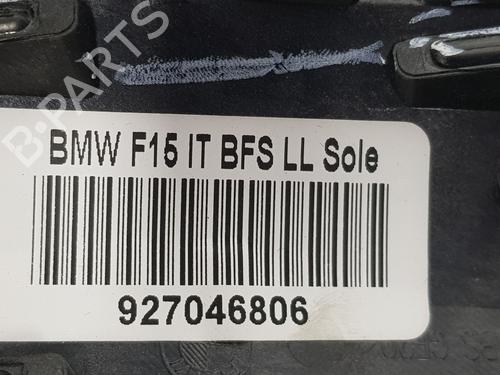 B-PARTS
BMW F15 IT BFS LL Sole
927046806